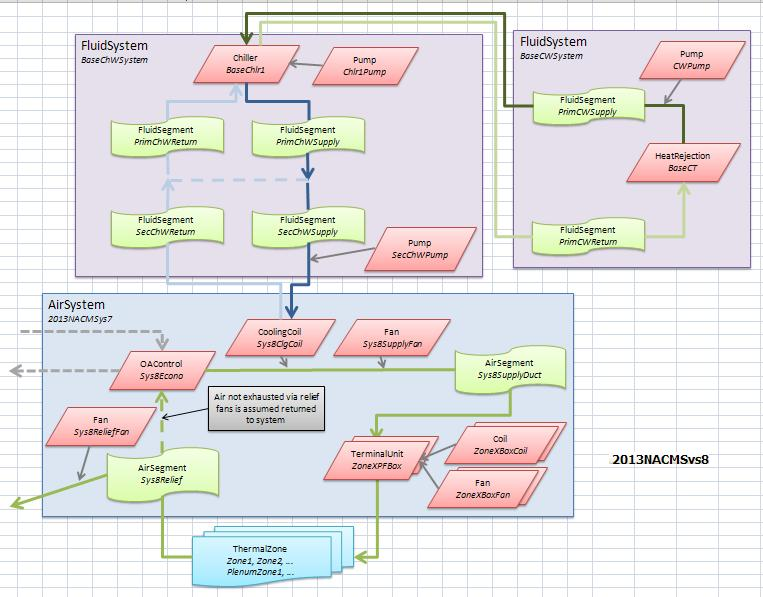 FluidSystem
BaseChWSystem
Chiller
BaseChlr1
Pump
Chlr1Pump
FluidSegment
PrimChWReturn
FluidSegment
PrimChWSupply
FluidSegment
SecChWReturn
FluidSegment
SecChWSupply
Pump
SecChWPump
FluidSystem
BaseCWSystem
Pump
CWPump
FluidSegment
PrimCWSupply
HeatRejection
BaseCT
FluidSegment
PrimCWReturn
AirSystem
2013NACMSys7
CoolingCoil
Sys8ClgCoil
Fan
Sys8SupplyFan
OAControl
Sys8Econo
AirSegment
Sys8SupplyDuct
Air not exhausted via relief
fans is assumed returned
to system
Fan
Sys8ReliefFan
AirSegment
Sys8Relief
TerminalUnit
ZoneXPFBox
Coil
ZoneXBoxCoil
Fan
ZoneXBoxFan
2013NACMSvs8
ThermalZone
Zone1, Zone2, ...
PlenumZone1, ...